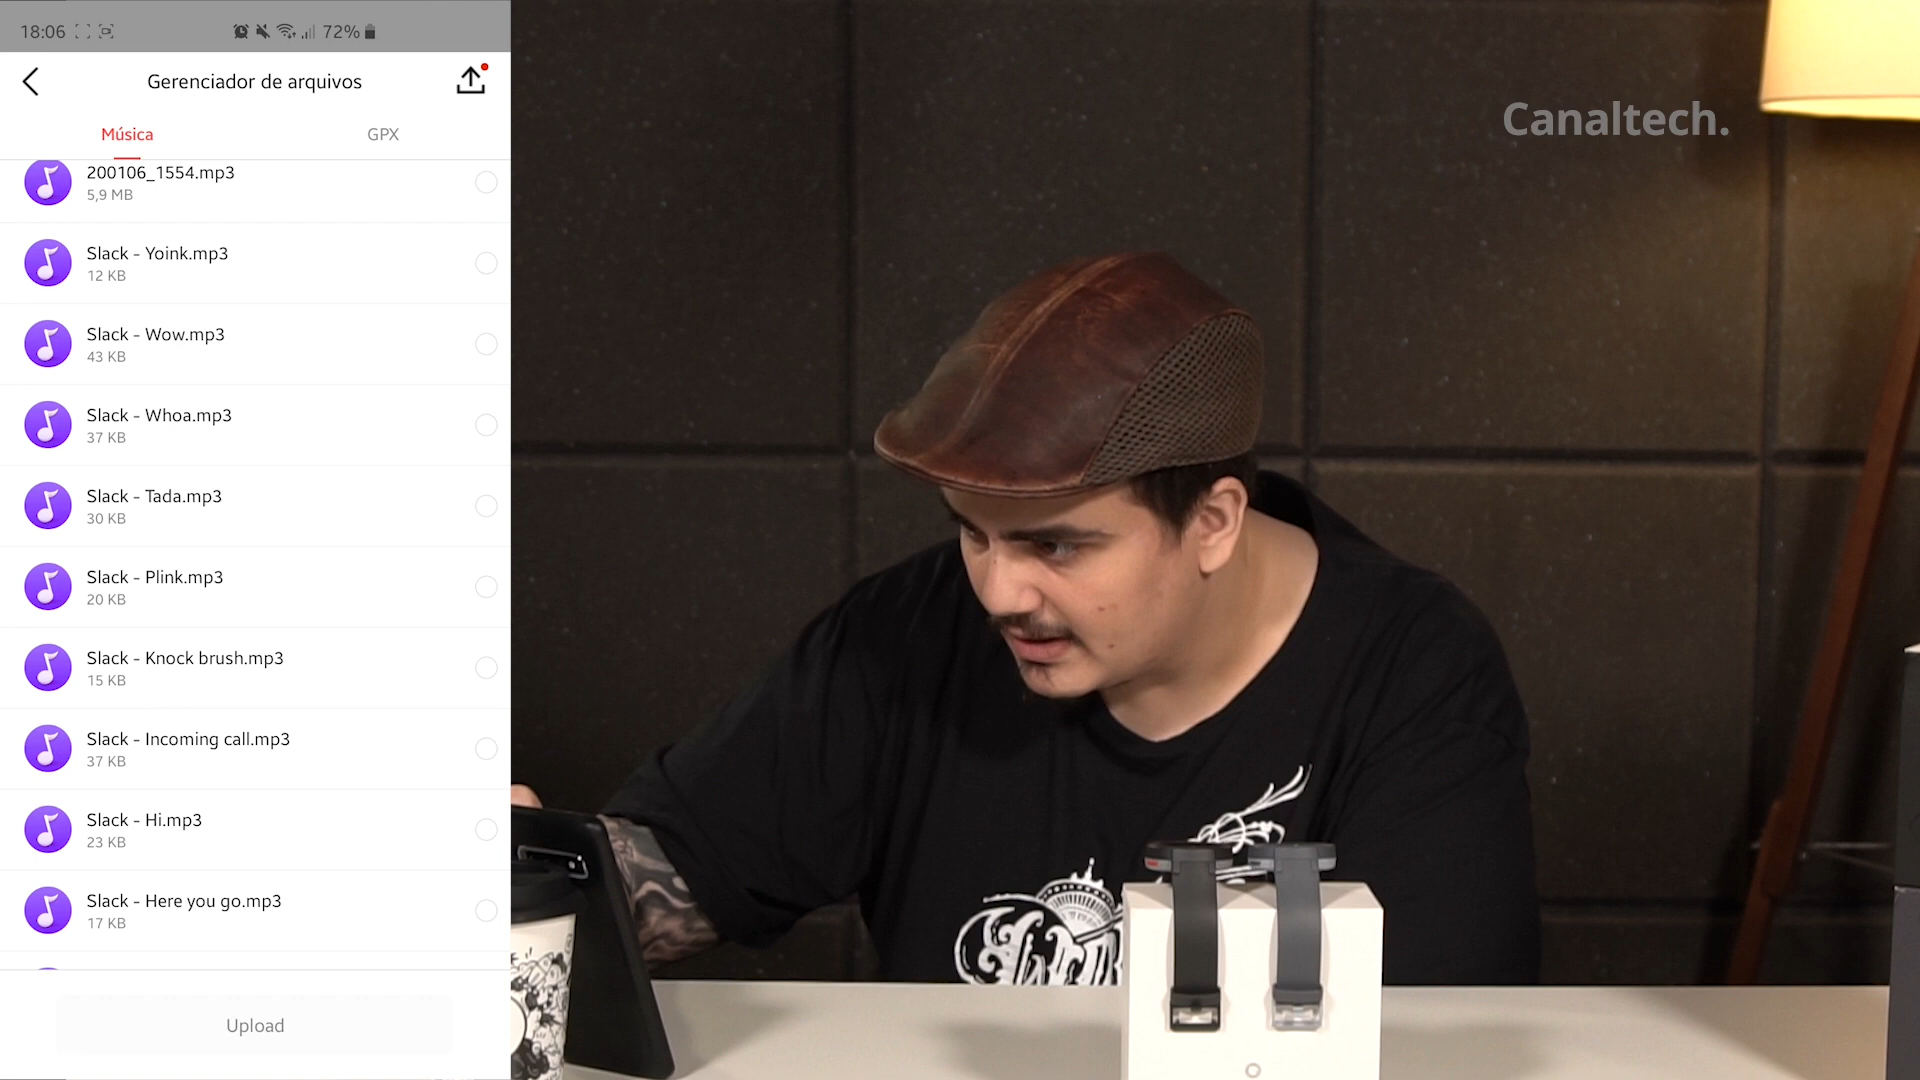 18:06 72%
Gerenciador de arquivos
Música GPX
200106_1554.mp3
5,9 MB
Slack - Yoink.mp3
12 KB
Slack - Wow.mp3
43 KB
Slack - Whoa.mp3
37 KB
Slack - Tada.mp3
30 KB
Slack - Plink.mp3
20 KB
Slack - Knock brush.mp3
15 KB
Slack - Incoming call.mp3
37 KB
Slack - Hi.mp3
23 KB
Slack - Here you go.mp3
17 KB
Upload
Canaltech.